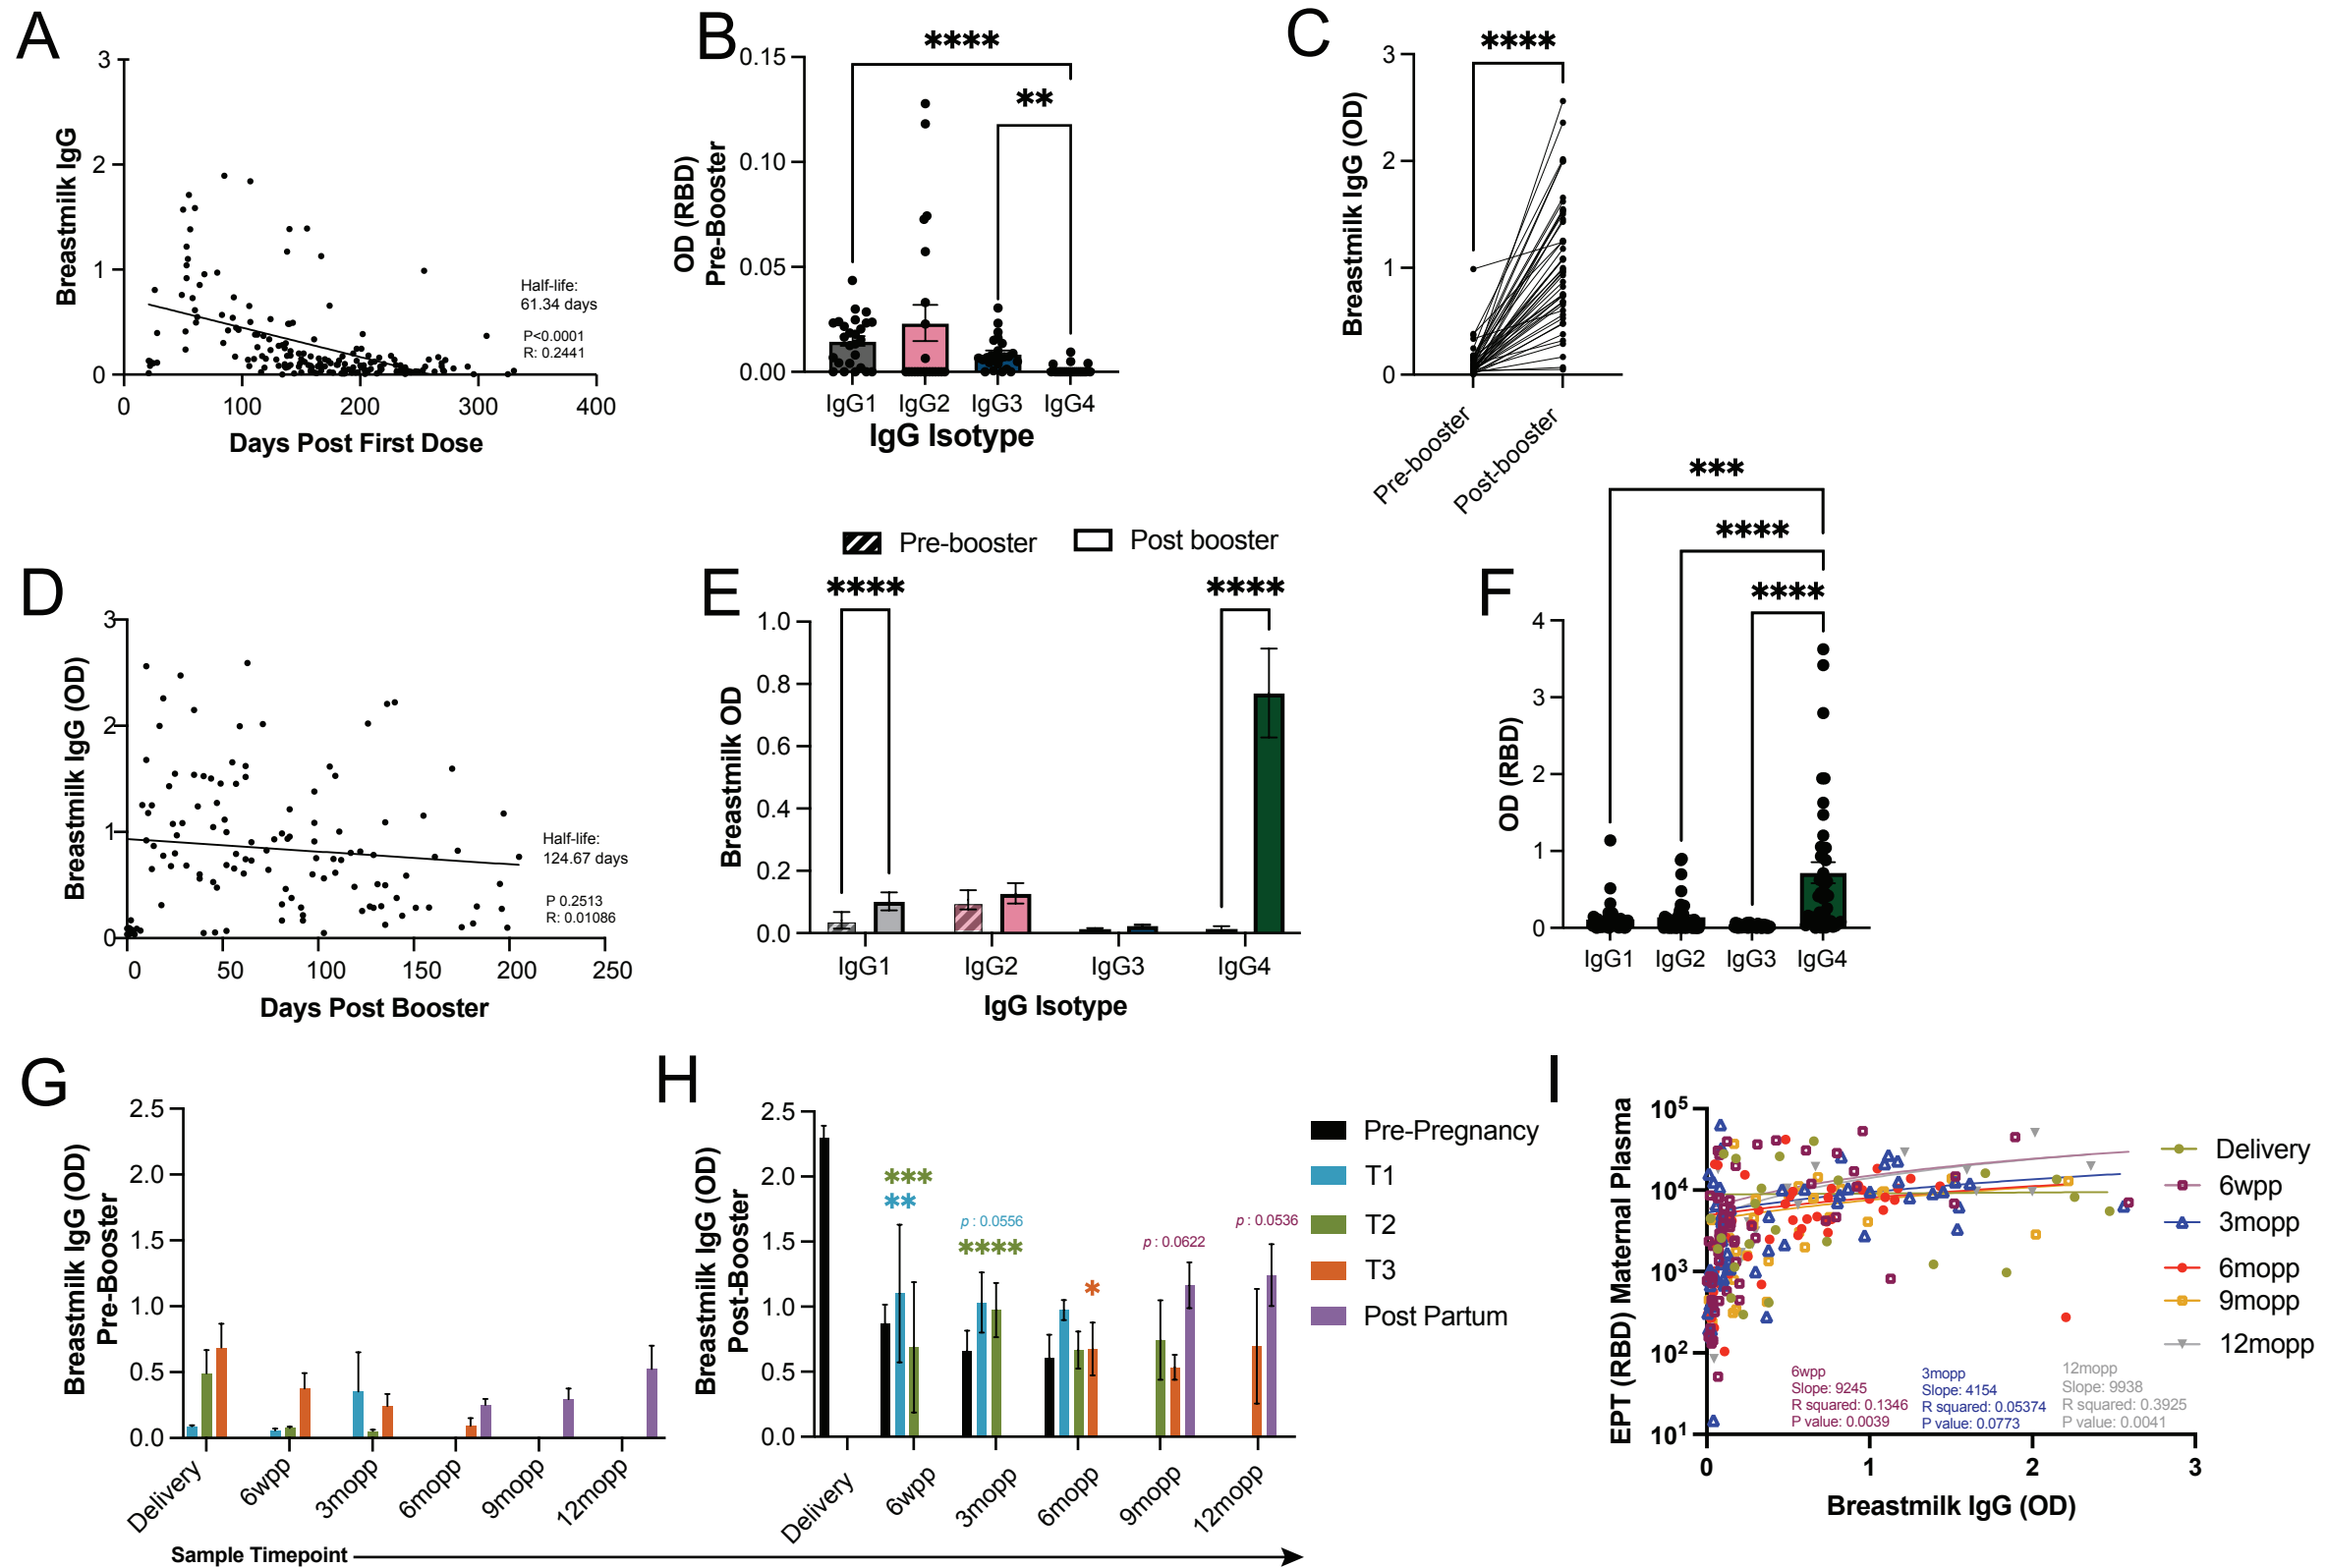 A
3
2
1
0
Breastmilk IgG
0 100 200 300 400
Days Post First Dose
Half-life:
61.34 days
P<0.0001
R: 0.2441
B
0.15
0.10
0.05
0.00
OD (RBD)
Pre-Booster
****
**
IgG1 IgG2 IgG3 IgG4
IgG Isotype
C
3
2
1
0
Breastmilk IgG (OD)
****
Pre-booster
Post-booster
D
3
2
1
0
Breastmilk IgG (OD)
0 50 100 150 200 250
Days Post Booster
Half-life:
124.67 days
P 0.2513
R: 0.01086
E
Pre-booster Post booster
****
****
1.0
0.8
0.6
0.4
0.2
0.0
Breastmilk OD
IgG1 IgG2 IgG3 IgG4
IgG Isotype
F
***
****
****
4
3
2
1
0
OD (RBD)
IgG1 IgG2 IgG3 IgG4
G
2.5
2.0
1.5
1.0
0.5
0.0
Breastmilk IgG (OD)
Pre-Booster
Delivery
6wpp
3mopp
6mopp
9mopp
12mopp
Sample Timepoint
H
2.5
2.0
1.5
1.0
0.5
0.0
Breastmilk IgG (OD)
Post-Booster
***
**
p : 0.0556
****
*
p : 0.0622
p : 0.0536
Delivery
6wpp
3mopp
6mopp
9mopp
12mopp
Pre-Pregnancy
T1
T2
T3
Post Partum
I
10⁵
10⁴
10³
10²
10¹
EPT (RBD) Maternal Plasma
0 1 2 3
Breastmilk IgG (OD)
6wpp
Slope: 9245
R squared: 0.1346
P value: 0.0039
3mopp
Slope: 4154
R squared: 0.05374
P value: 0.0773
12mopp
Slope: 9938
R squared: 0.3925
P value: 0.0041
Delivery
6wpp
3mopp
6mopp
9mopp
12mopp